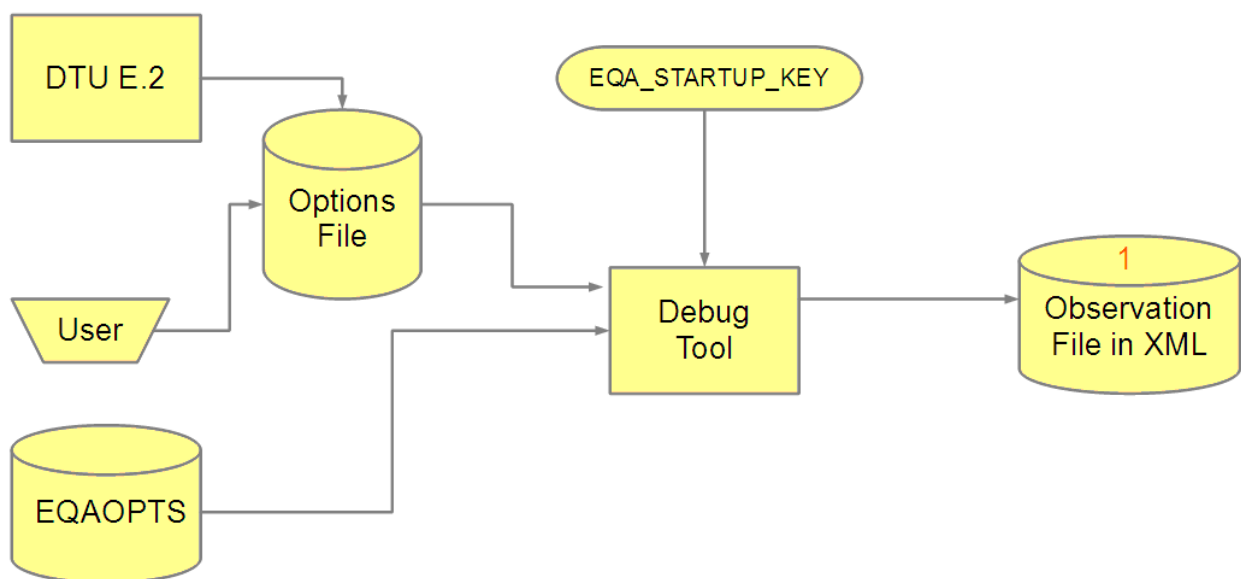 DTU E.2
EQA_STARTUP_KEY
Options
File
1
Observation
File in XML
User
Debug
Tool
EQAOPTS